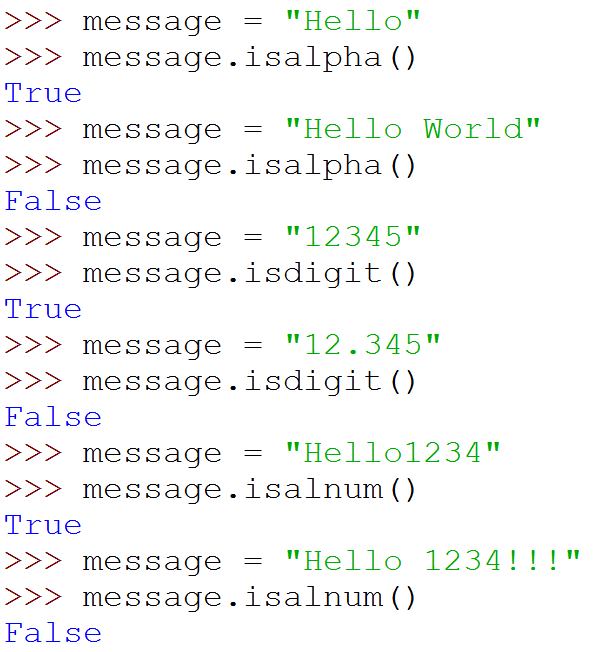 >>> message = "Hello"
>>> message.isalpha()
True
>>> message = "Hello World"
>>> message.isalpha()
False
>>> message = "12345"
>>> message.isdigit()
True
>>> message = "12.345"
>>> message.isdigit()
False
>>> message = "Hello1234"
>>> message.isalnum()
True
>>> message = "Hello 1234!!!"
>>> message.isalnum()
False